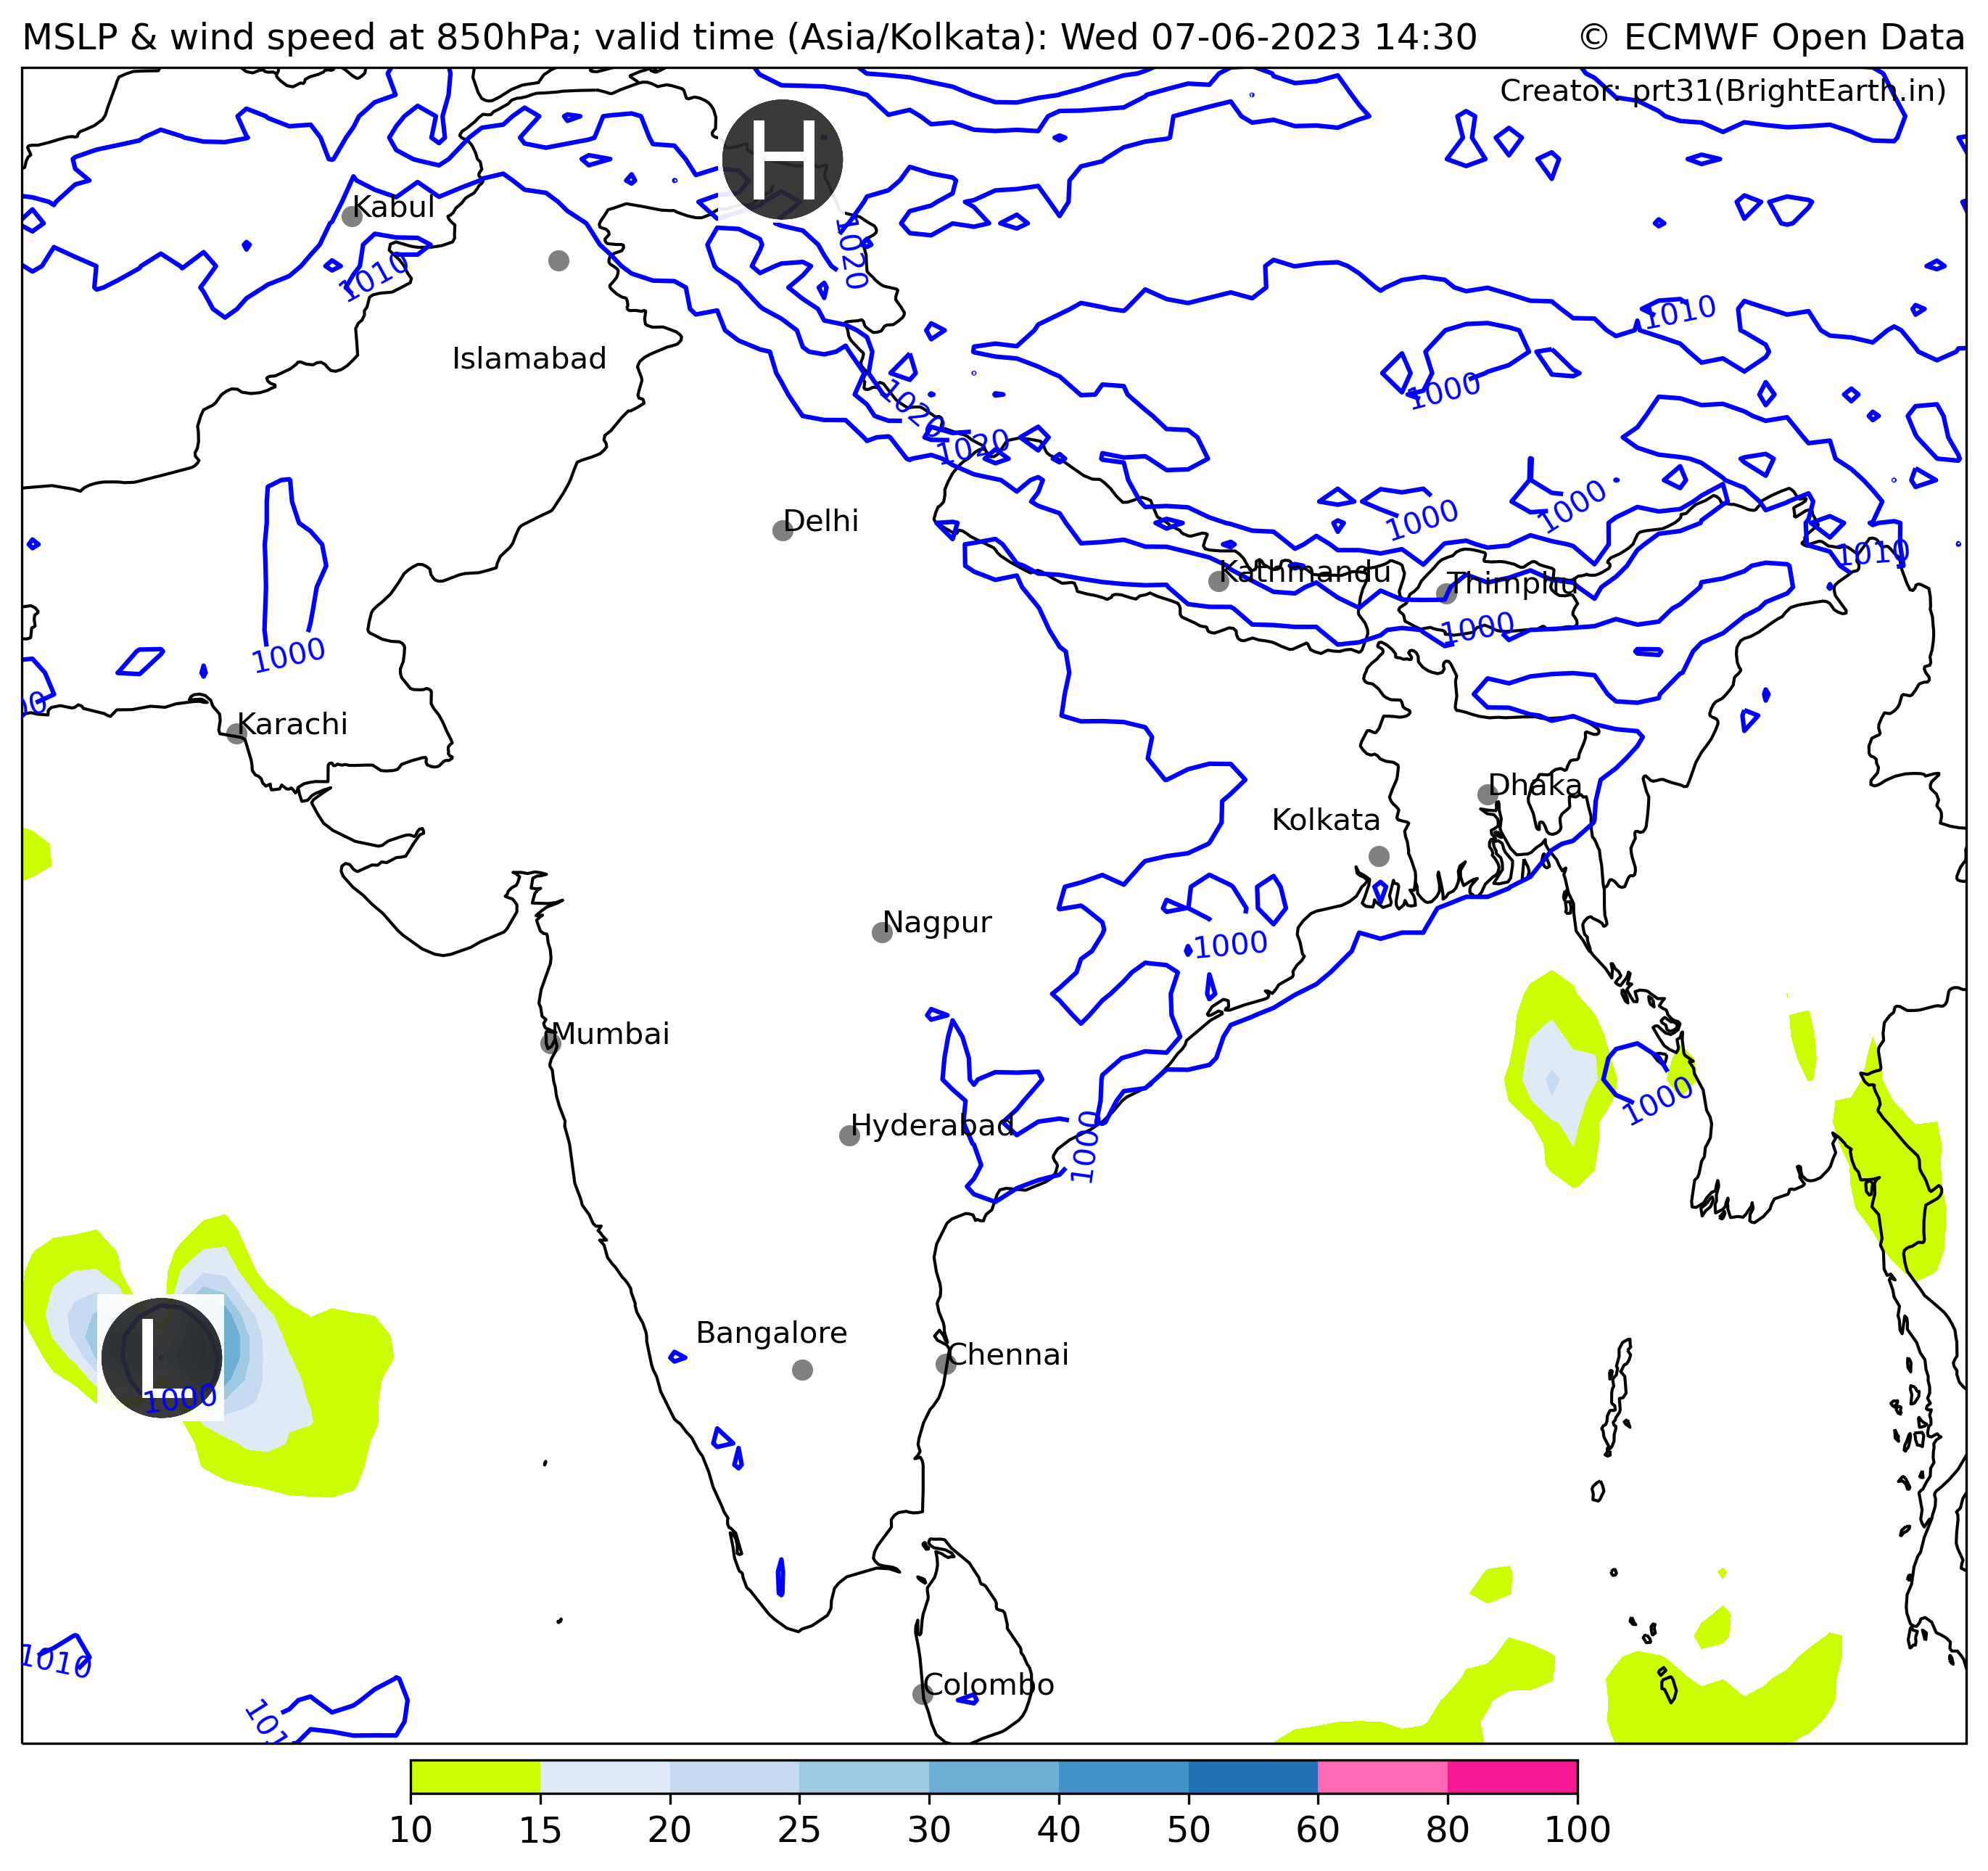 MSLP & wind speed at 850hPa; valid time (Asia/Kolkata): Wed 07-06-2023 14:30
© ECMWF Open Data
Creator: prt31(BrightEarth.in)
H
Kabul
1020
1010
1010
Islamabad
1000
1020
1020
Delhi
1000
1000
1010
Kathmandu
Thimphu
1000
1000
Karachi
Dhaka
Kolkata
Nagpur
1000
Mumbai
1000
Hyderabad
1000
Bangalore
Chennai
L
1000
1010
Colombo
10 15 20 25 30 40 50 60 80 100